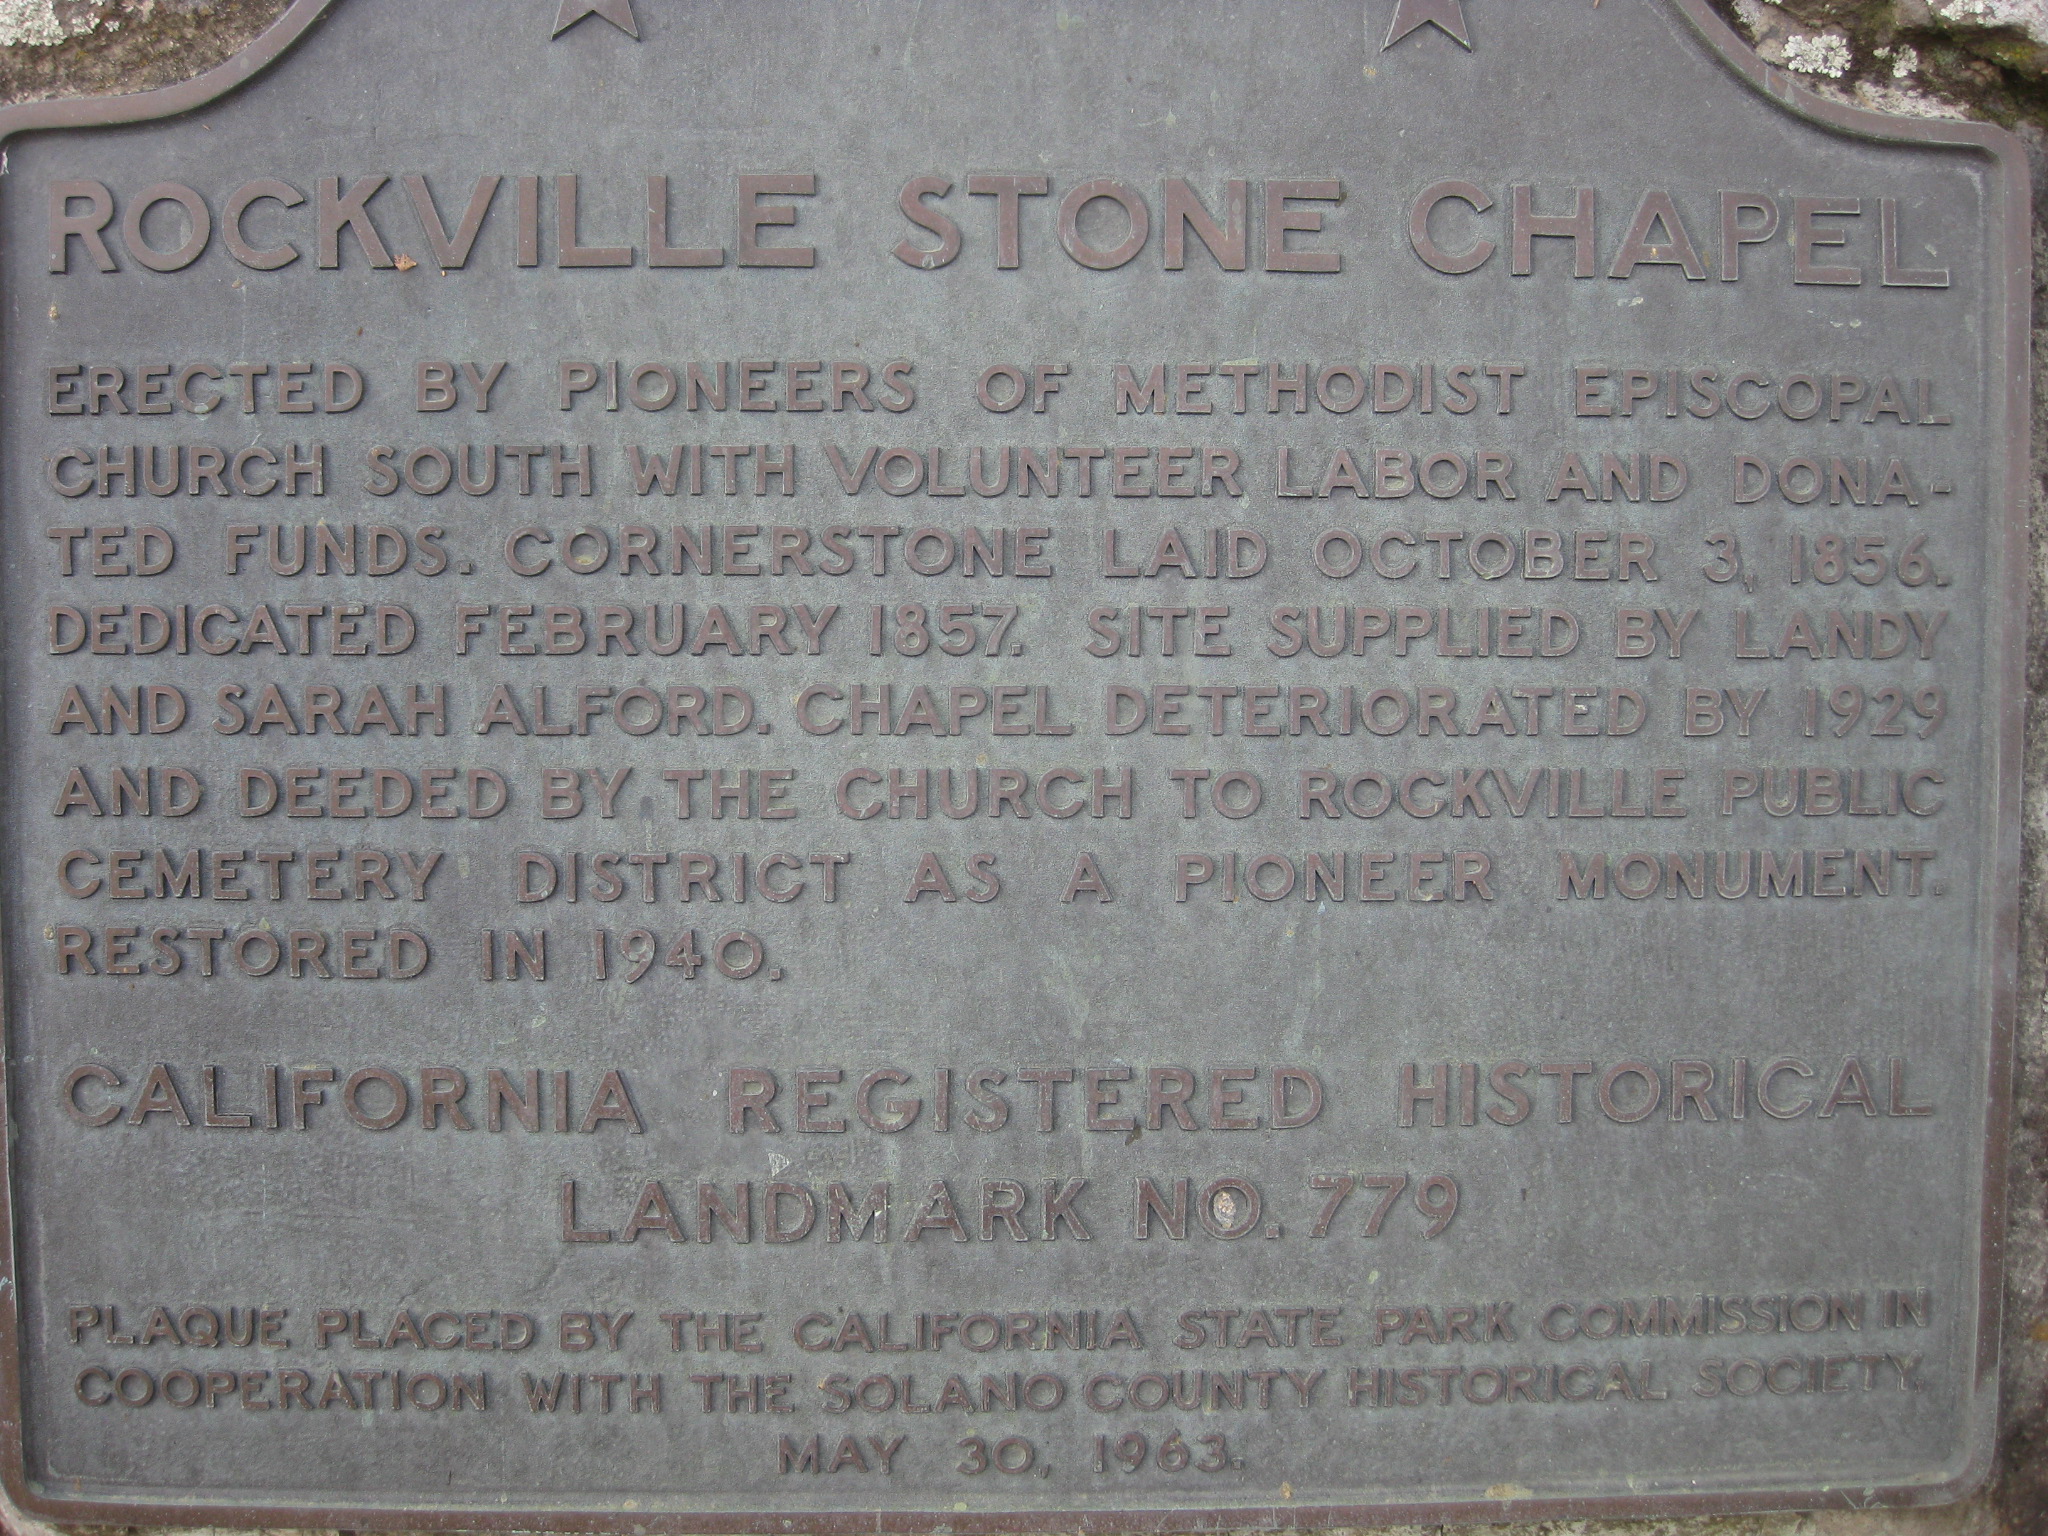 ROCKVILLE STONE CHAPEL
ERECTED BY PIONEERS OF METHODIST EPISCOPAL
CHURCH SOUTH WITH VOLUNTEER LABOR AND DONA-
TED FUNDS. CORNERSTONE LAID OCTOBER 3, 1856.
DEDICATED FEBRUARY 1857. SITE SUPPLIED BY LANDY
AND SARAH ALFORD. CHAPEL DETERIORATED BY 1929
AND DEEDED BY THE CHURCH TO ROCKVILLE PUBLIC
CEMETERY DISTRICT AS A PIONEER MONUMENT.
RESTORED IN 1940.
CALIFORNIA REGISTERED HISTORICAL
LANDMARK NO. 779
PLAQUE PLACED BY THE CALIFORNIA STATE PARK COMMISSION IN
COOPERATION WITH THE SOLANO COUNTY HISTORICAL SOCIETY,
MAY 30, 1963.